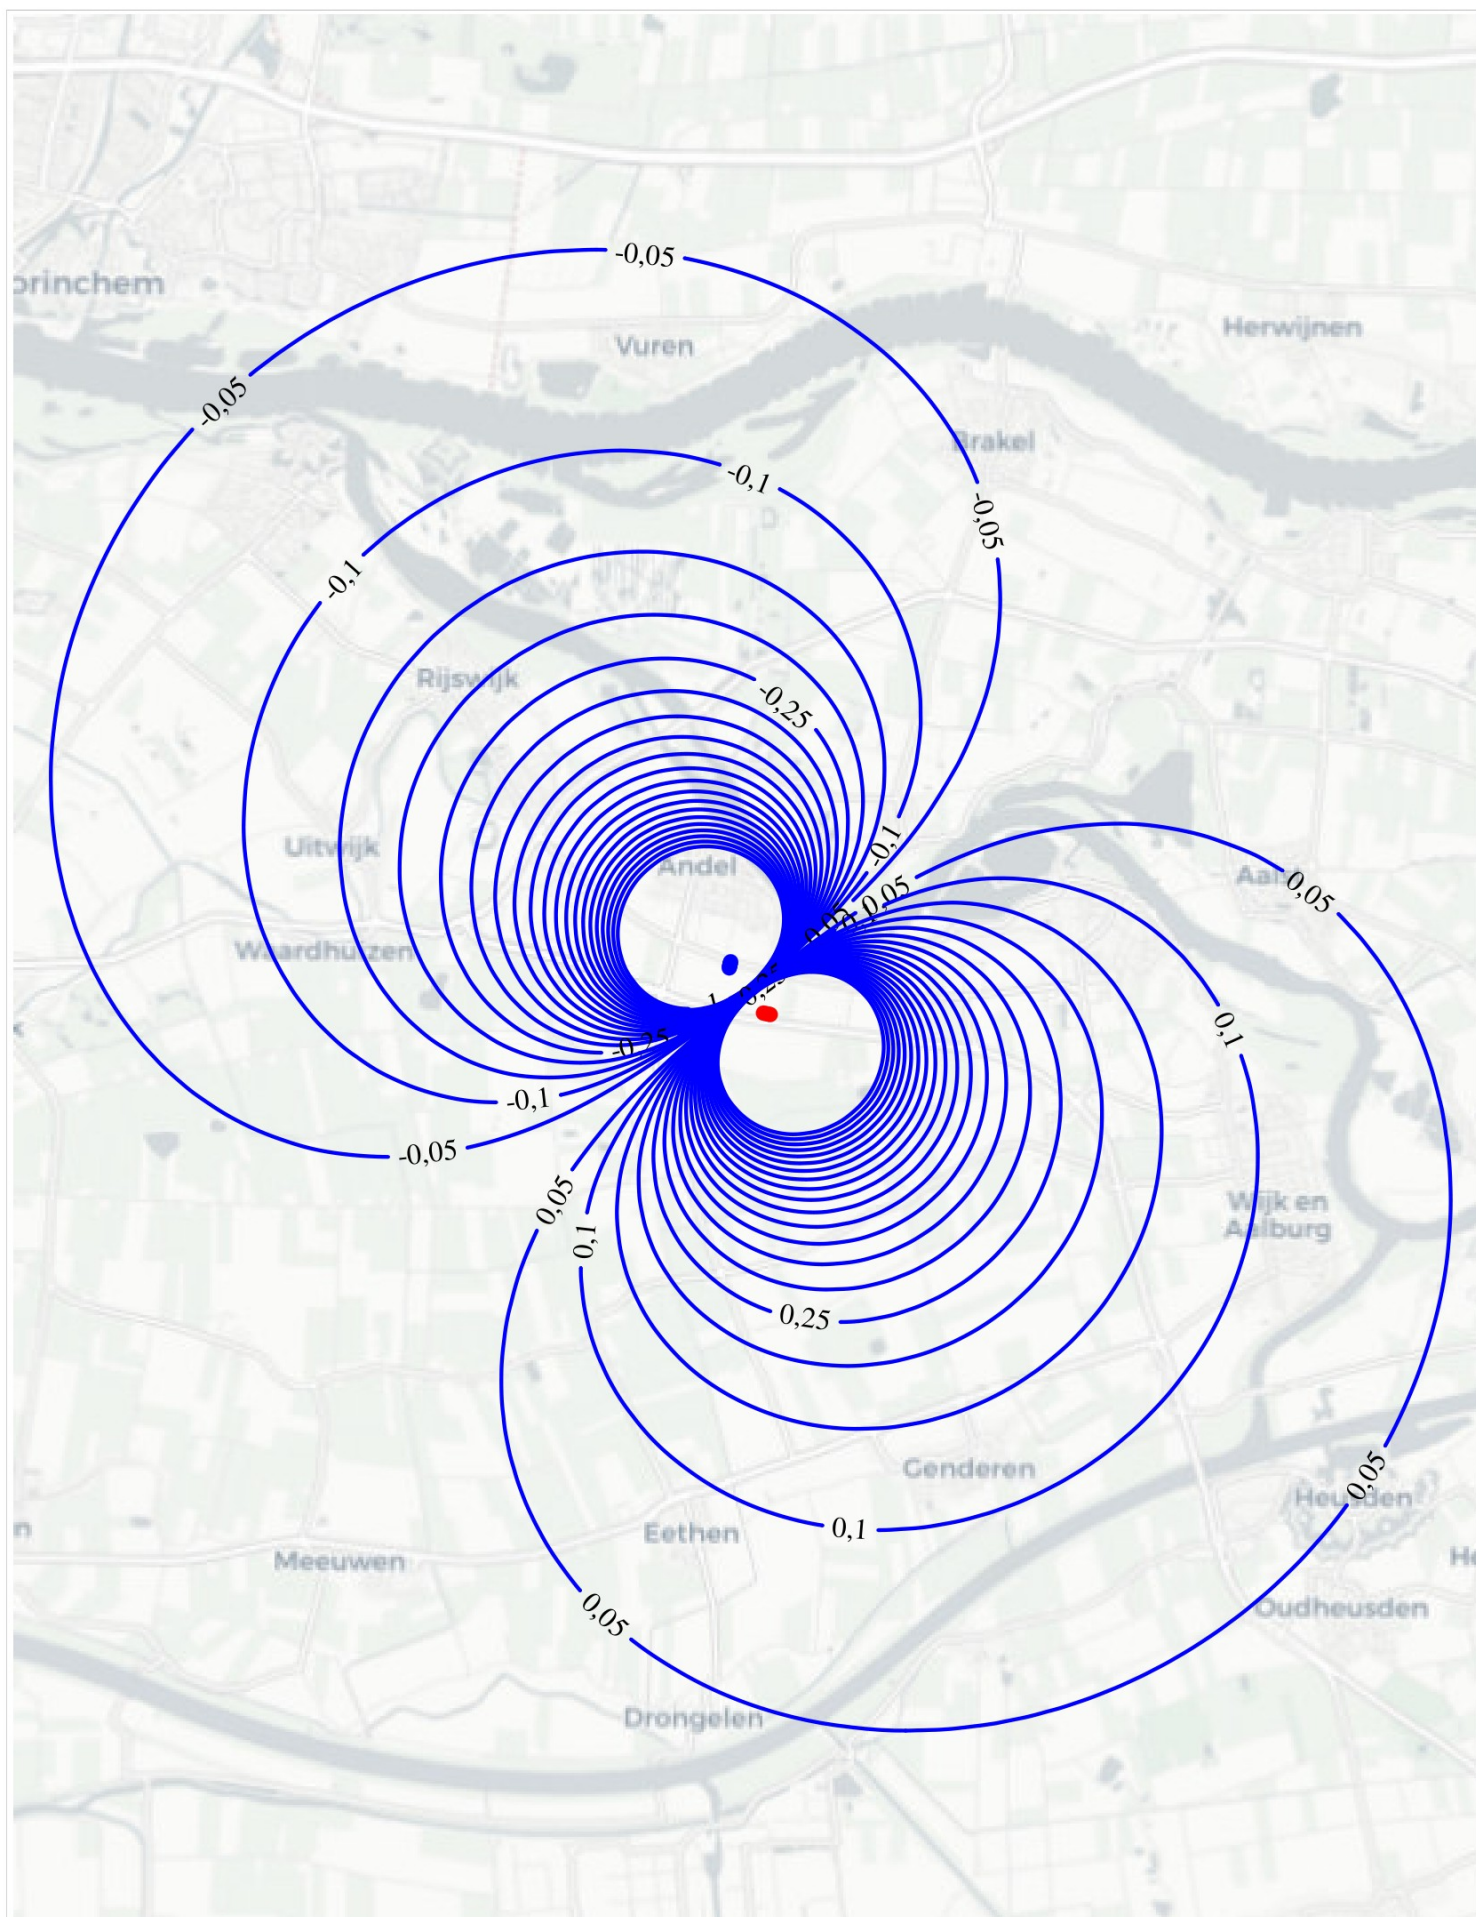 -0,05
orinchem
Herwijnen
Vuren
-0,05
Brakel
-0,1
-0,05
-0,1
Rijswijk
-0,25
Uitwijk
-0,1
Andel
0,05
0,05
Waardhuizen
-0,25
0,1
-0,1
-0,05
0,05
Wijk en
Aalburg
0,1
0,25
Genderen
0,05
Heusden
0,1
Eethen
Meeuwen
He
0,05
Oudheusden
Drongelen